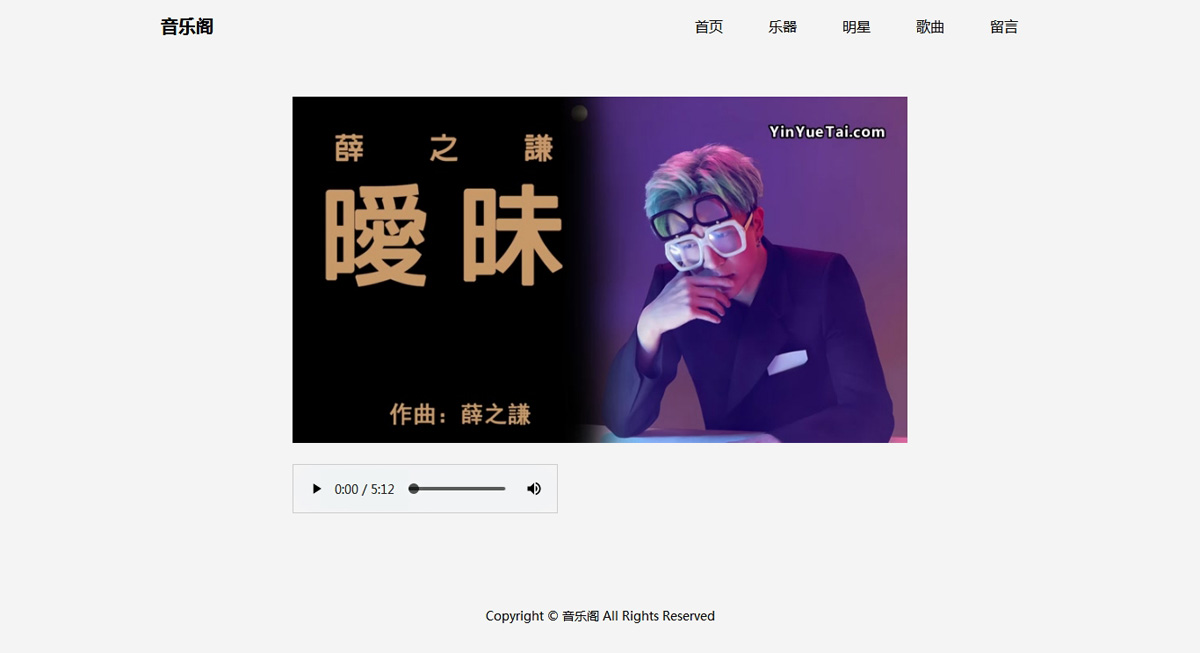 音乐阁 首页 乐器 明星 歌曲 留言
YinYueTai.com
薛 之 謙
曖昧
作曲：薛之謙
0:00 / 5:12
Copyright © 音乐阁 All Rights Reserved